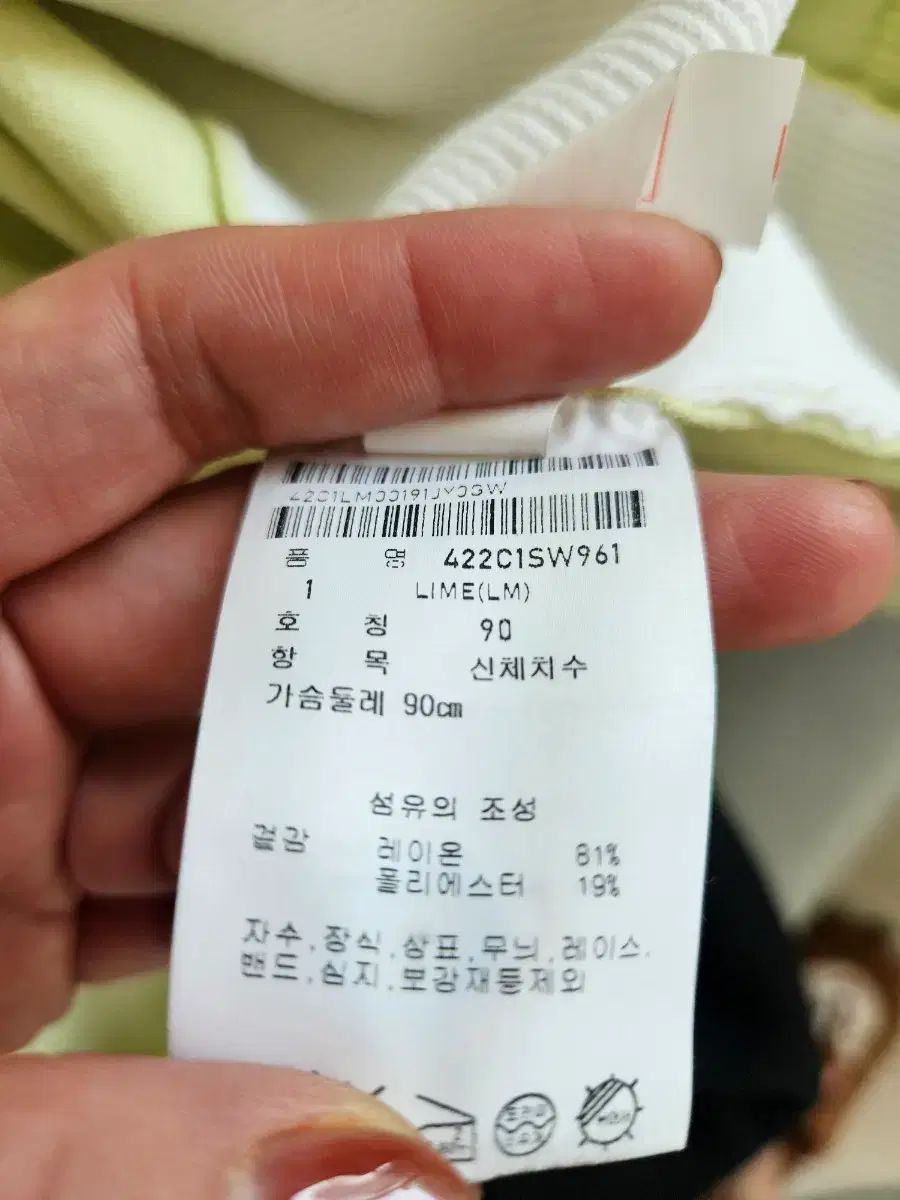 품 명 422C1SW961
1 LIME(LM)
호 칭 90
항 목 신체치수
가슴둘레 90㎝
섬유의 조성
겉감 레이온 81%
폴리에스터 19%
자수,장식,상표,무늬,레이스,
밴드,심지,보강재등제외